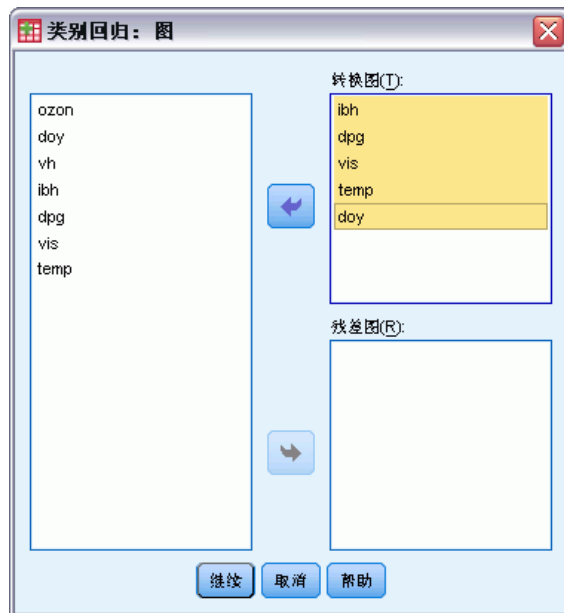 类别回归：图
转换图(T):
ozon
doy
vh
ibh
dpg
vis
temp
ibh
dpg
vis
temp
doy
残差图(R):
继续
取消
帮助